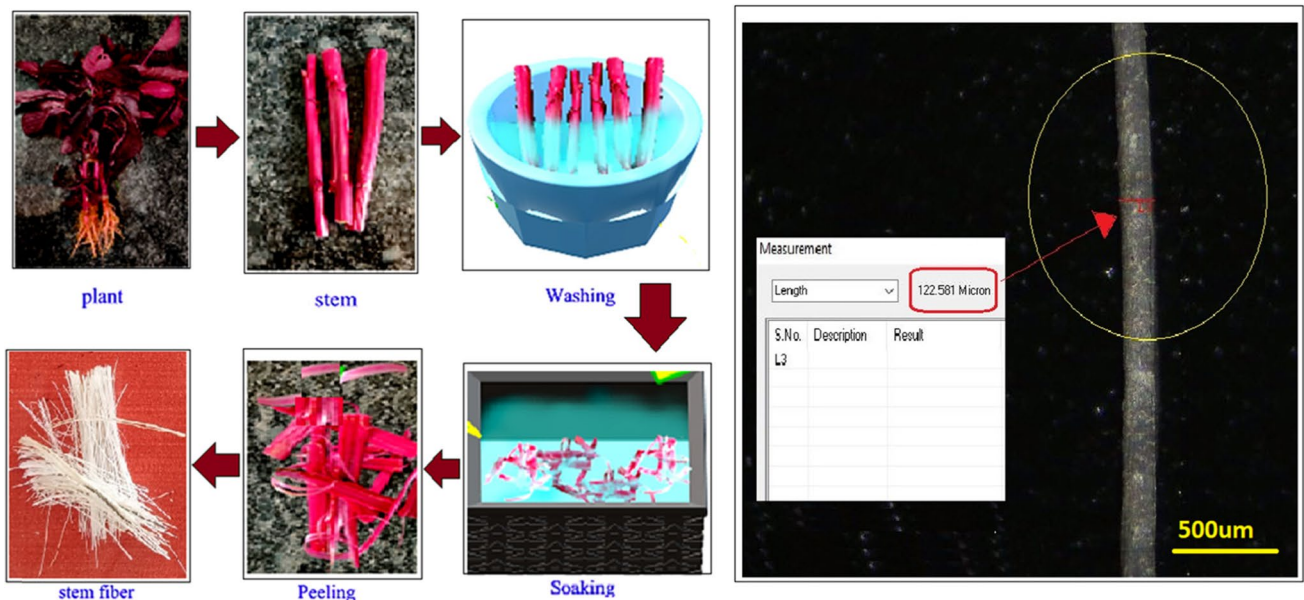 plant
stem
Washing
stem fiber
Peeling
Soaking
Measurement
Length
122.581 Micron
S.No. Description Result
L3
500um